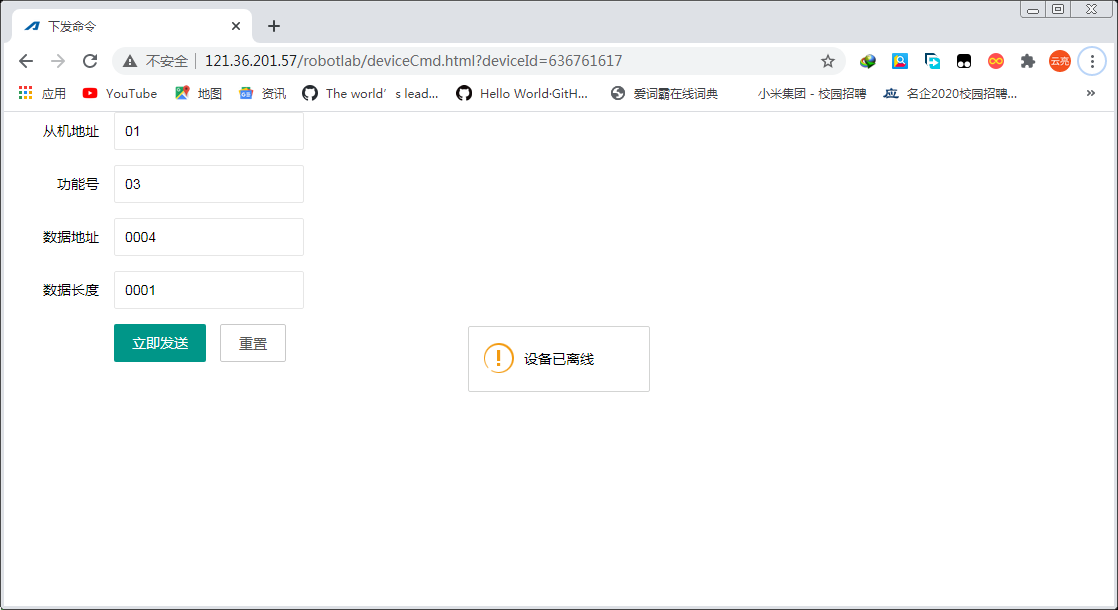 下发命令
不安全 121.36.201.57/robotlab/deviceCmd.html?deviceId=636761617
云亮
应用 YouTube 地图 资讯 The world’s lead... Hello World·GitH... 爱词霸在线词典 小米集团 - 校园招聘 名企2020校园招聘... »
从机地址 01
功能号 03
数据地址 0004
数据长度 0001
立即发送 重置
设备已离线